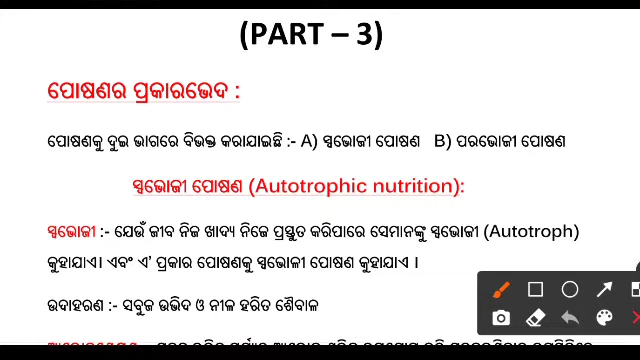 (PART – 3)
ପୋଷଣର ପ୍ରକାରଭେଦ :
ପୋଷଣକୁ ଦୁଇ ଭାଗରେ ବିଭକ୍ତ କରାଯାଇଛି :- A) ସ୍ୱଭୋଜୀ ପୋଷଣ B) ପରଭୋଜୀ ପୋଷଣ
ସ୍ୱଭୋଜୀ ପୋଷଣ (Autotrophic nutrition):
ସ୍ୱଭୋଜୀ :- ଯେଉଁ ଜୀବ ନିଜ ଖାଦ୍ୟ ନିଜେ ପ୍ରସ୍ତୁତ କରିପାରେ ସେମାନଙ୍କୁ ସ୍ୱଭୋଜୀ (Autotroph)
କୁହାଯାଏ। ଏବଂ ଏ' ପ୍ରକାର ପୋଷଣକୁ ସ୍ୱଭୋଜୀ ପୋଷଣ କୁହାଯାଏ ।
ଉଦାହରଣ :- ସବୁଜ ଉଭିଦ ଓ ନୀଳ ହରିତ ଶୈବାଳ